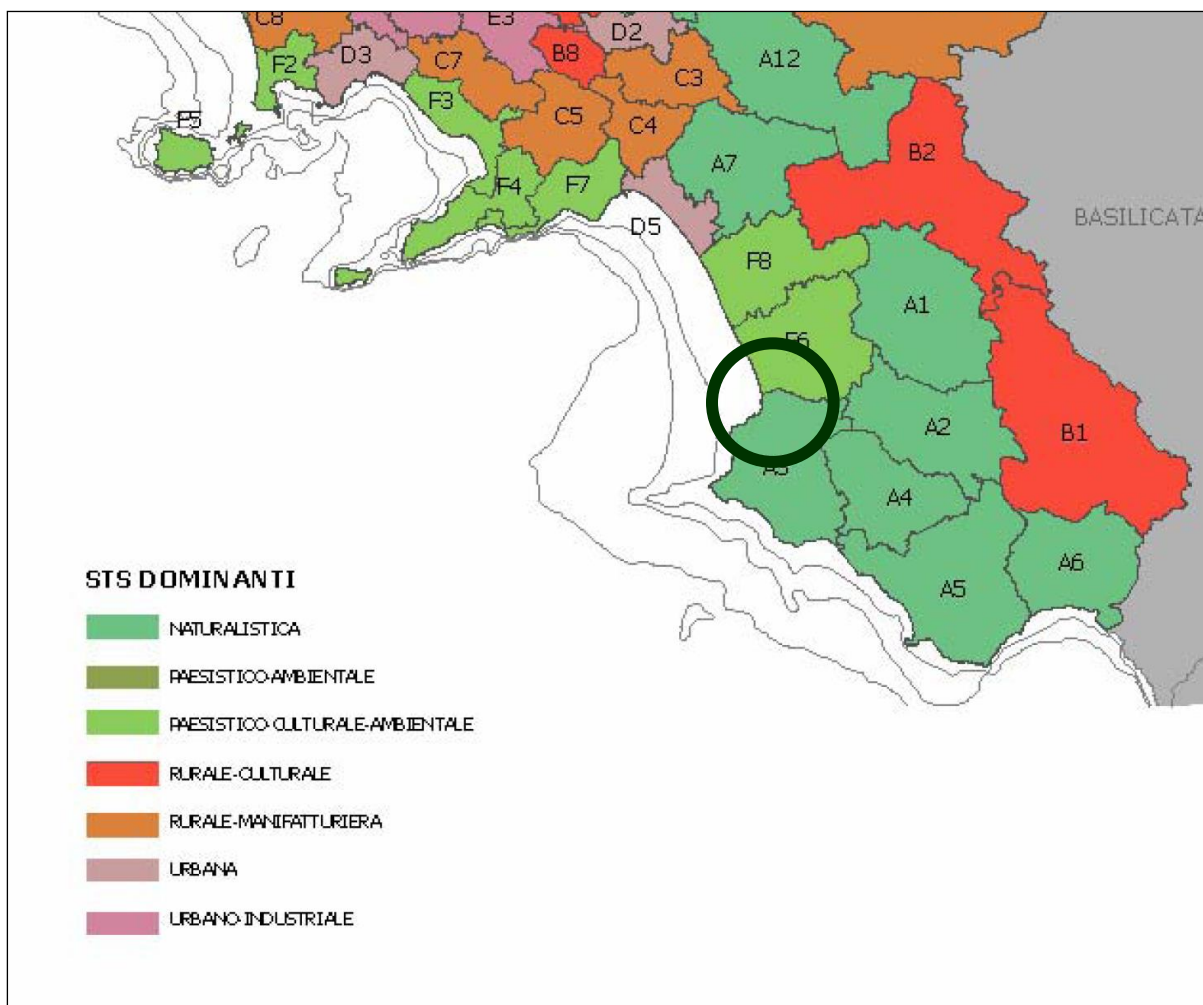 C8
E3
D2
F2
D3
C7
B8
C3
A12
F3
F5
C5
C4
A7
B2
F4
F7
D5
BASILICATA
F8
A1
F6
A2
B1
A3
A4
A5
A6
STS DOMINANTI
NATURALISTICA
PAESISTICO-AMBIENTALE
PAESISTICO-CULTURALE-AMBIENTALE
RURALE-CULTURALE
RURALE-MANIFATTURIERA
URBANA
URBANO-INDUSTRIALE